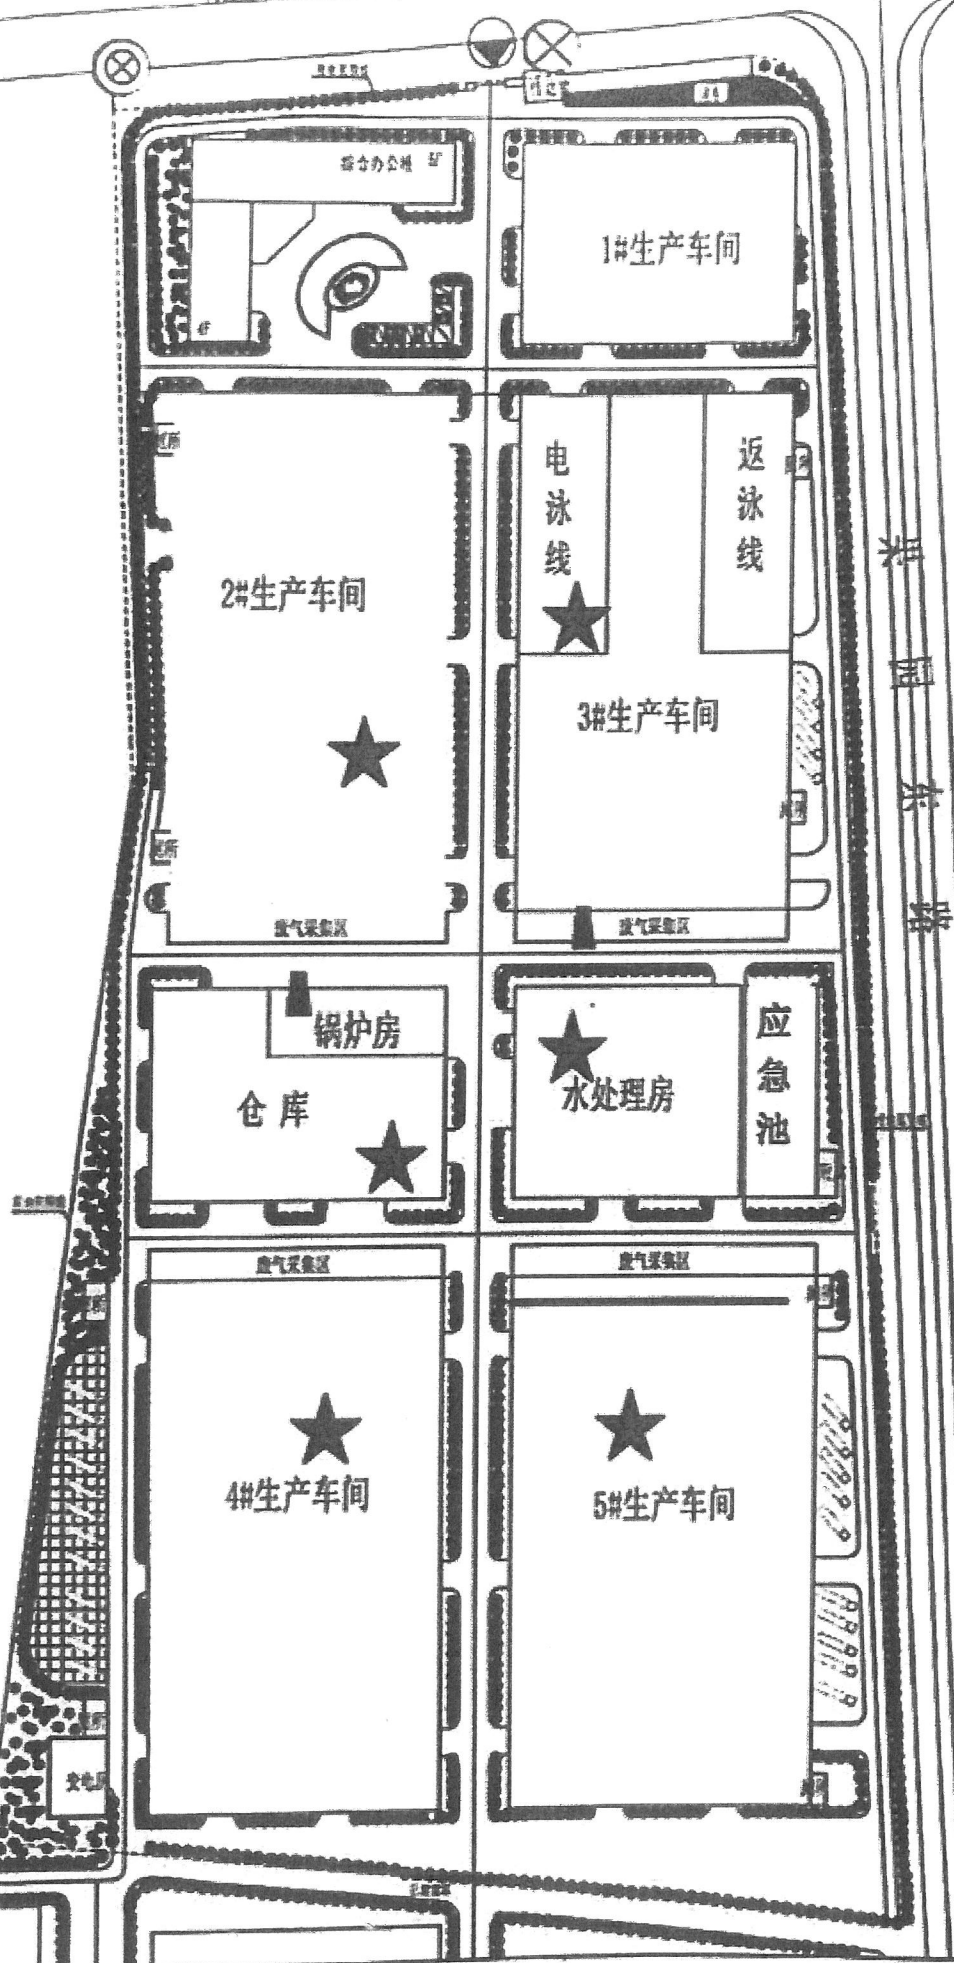 综合办公楼
4F
1#生产车间
电泳线
返泳线
2#生产车间
3#生产车间
果园东路
废气采集区
废气采集区
锅炉房
仓库
水处理房
应急池
废气采集区
废气采集区
4#生产车间
5#生产车间